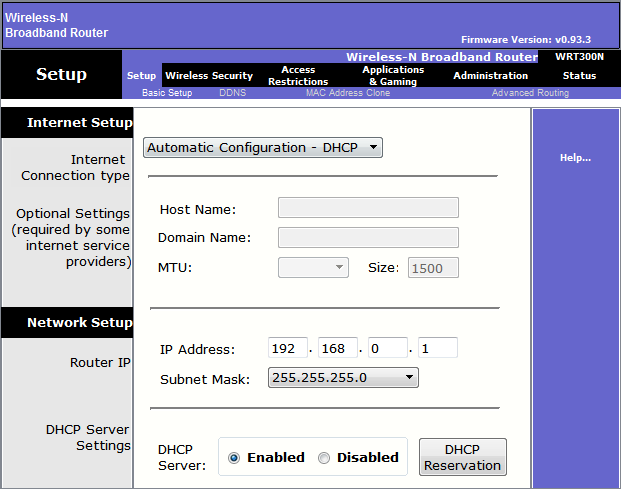 Wireless-N
Broadband Router
Firmware Version: v0.93.3
Wireless-N Broadband Router WRT300N
Setup
Setup Wireless Security Access Restrictions Applications & Gaming Administration Status
Basic Setup DDNS MAC Address Clone Advanced Routing
Internet Setup
Internet
Connection type
Automatic Configuration - DHCP
Help...
Optional Settings
(required by some
internet service
providers)
Host Name:
Domain Name:
MTU: Size: 1500
Network Setup
Router IP
IP Address: 192 . 168 . 0 . 1
Subnet Mask: 255.255.255.0
DHCP Server
Settings
DHCP
Server: Enabled Disabled
DHCP
Reservation